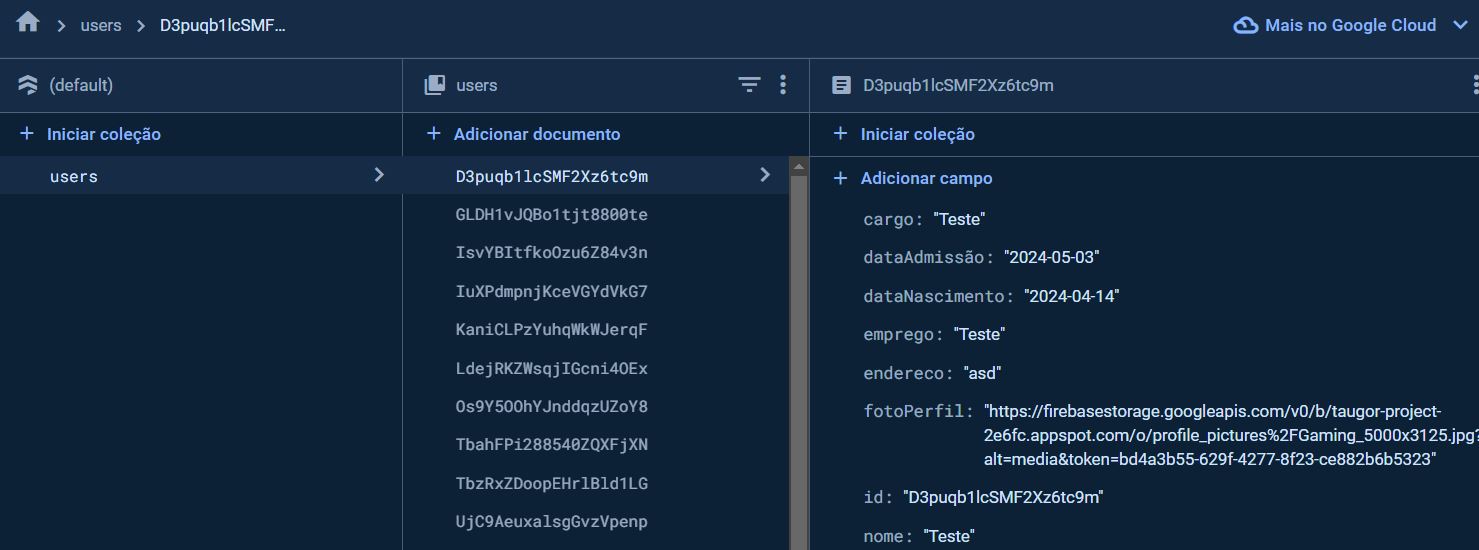 users D3puqb1lcSMF... Mais no Google Cloud
(default)
users
D3puqb1lcSMF2Xz6tc9m
Iniciar coleção
Adicionar documento
Iniciar coleção
users
D3puqb1lcSMF2Xz6tc9m
GLDH1vJQBo1tjt8800te
IsvYBItfkoOzu6Z84v3n
IuXPdmpnjKceVGYdVkG7
KaniCLPzYuhqWkWJerqF
LdejRKZWsqjIGcni4OEx
Os9Y5OOhYJnddqzUZoY8
TbahFPi288540ZQXFjXN
TbzRxZDoopEHrlBld1LG
UjC9AeuxalsgGvzVpenp
Adicionar campo
cargo: "Teste"
dataAdmissão: "2024-05-03"
dataNascimento: "2024-04-14"
emprego: "Teste"
endereco: "asd"
fotoPerfil: "https://firebasestorage.googleapis.com/v0/b/taugor-project-
2e6fc.appspot.com/o/profile_pictures%2FGaming_5000x3125.jpg?
alt=media&token=bd4a3b55-629f-4277-8f23-ce882b6b5323"
id: "D3puqb1lcSMF2Xz6tc9m"
nome: "Teste"